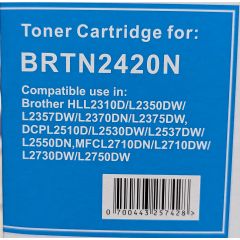 Toner Cartridge for:
BRTN2420N
Compatible use in:
Brother HLL2310D/L2350DW/
L2357DW/L2370DN/L2375DW,
DCPL2510D/L2530DW/L2537DW/
L2550DN,MFCL2710DN/L2710DW/
L2730DW/L2750DW
0 700443 257428 >